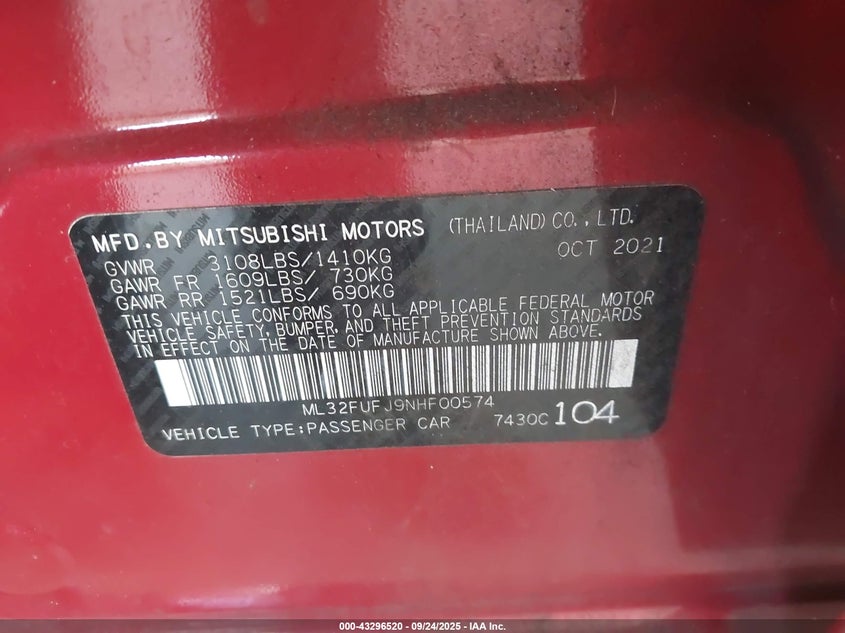 MFD.BY MITSUBISHI MOTORS (THAILAND) CO.,LTD.
GVWR 3108LBS/1410KG OCT 2021
GAWR FR 1609LBS/ 730KG
GAWR RR 1521LBS/ 690KG
THIS VEHICLE CONFORMS TO ALL APPLICABLE FEDERAL MOTOR
VEHICLE SAFETY, BUMPER, AND THEFT PREVENTION STANDARDS
IN EFFECT ON THE DATE OF MANUFACTURE SHOWN ABOVE.
ML32FUFJ9NHF00574
VEHICLE TYPE:PASSENGER CAR 7430C 104
000-43296520 - 09/24/2025 - IAA Inc.